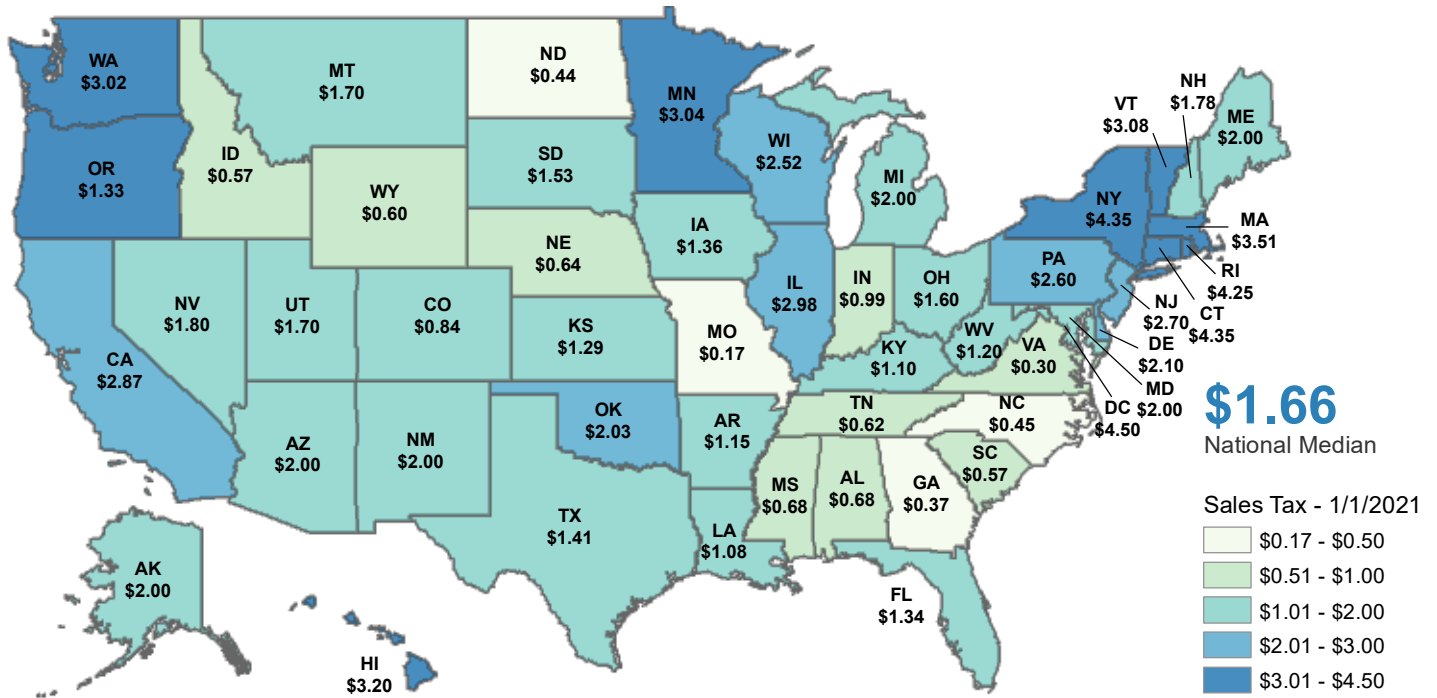 WA
$3.02
MT
$1.70
ND
$0.44
MN
$3.04
NH
$1.78
VT
$3.08
ME
$2.00
OR
$1.33
ID
$0.57
SD
$1.53
WI
$2.52
WY
$0.60
MI
$2.00
NY
$4.35
MA
$3.51
NE
$0.64
IA
$1.36
PA
$2.60
RI
$4.25
NV
$1.80
UT
$1.70
CO
$0.84
IL
$2.98
IN
$0.99
OH
$1.60
NJ
$2.70
CT
$4.35
CA
$2.87
KS
$1.29
MO
$0.17
KY
$1.10
WV
$1.20
VA
$0.30
DE
$2.10
MD
$2.00
DC
$4.50
AZ
$2.00
NM
$2.00
OK
$2.03
AR
$1.15
TN
$0.62
NC
$0.45
SC
$0.57
MS
$0.68
AL
$0.68
GA
$0.37
TX
$1.41
LA
$1.08
FL
$1.34
AK
$2.00
HI
$3.20
$1.66
National Median
Sales Tax - 1/1/2021
$0.17 - $0.50
$0.51 - $1.00
$1.01 - $2.00
$2.01 - $3.00
$3.01 - $4.50